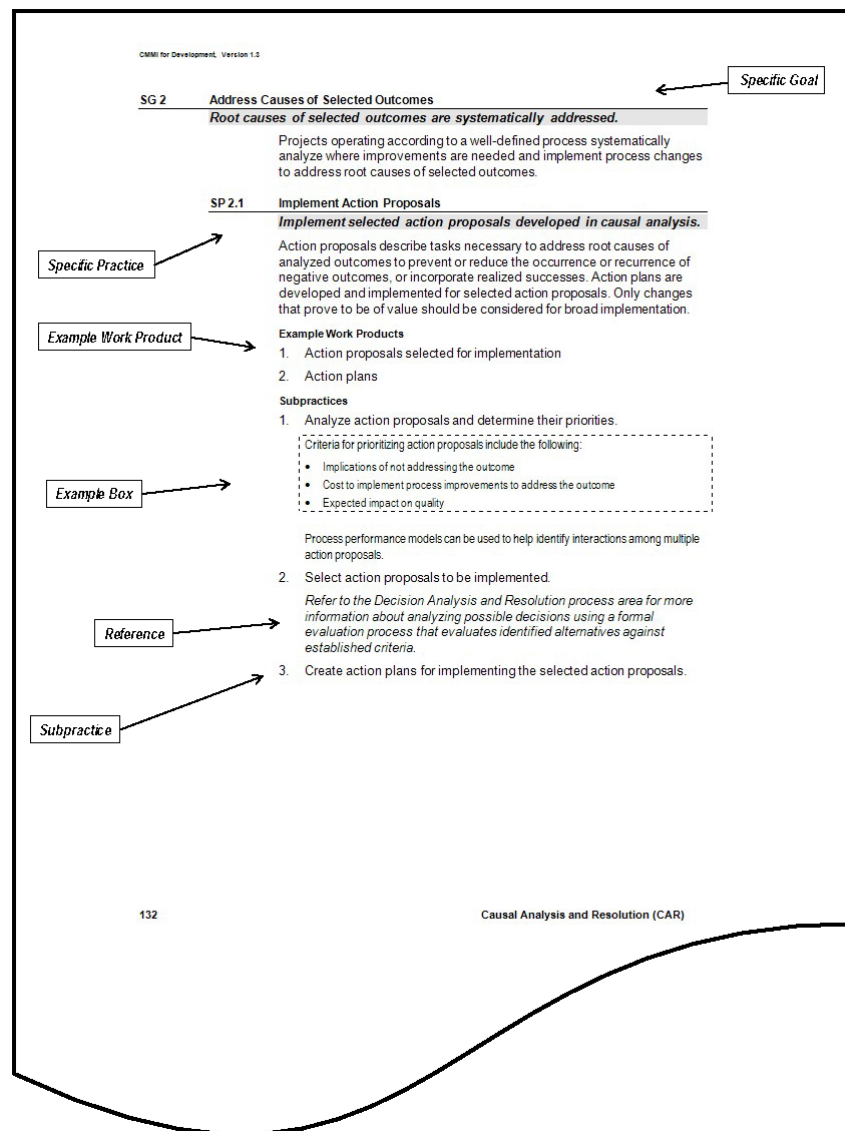 CMMI for Development, Version 1.3
Specific Goal
SG 2 Address Causes of Selected Outcomes
Root causes of selected outcomes are systematically addressed.
Projects operating according to a well-defined process systematically
analyze where improvements are needed and implement process changes
to address root causes of selected outcomes.
SP 2.1 Implement Action Proposals
Implement selected action proposals developed in causal analysis.
Specific Practice
Action proposals describe tasks necessary to address root causes of
analyzed outcomes to prevent or reduce the occurrence or recurrence of
negative outcomes, or incorporate realized successes. Action plans are
developed and implemented for selected action proposals. Only changes
that prove to be of value should be considered for broad implementation.
Example Work Product
Example Work Products
1. Action proposals selected for implementation
2. Action plans
Subpractices
1. Analyze action proposals and determine their priorities.
Example Box
Criteria for prioritizing action proposals include the following:
• Implications of not addressing the outcome
• Cost to implement process improvements to address the outcome
• Expected impact on quality
Process performance models can be used to help identify interactions among multiple
action proposals.
2. Select action proposals to be implemented.
Reference
Refer to the Decision Analysis and Resolution process area for more
information about analyzing possible decisions using a formal
evaluation process that evaluates identified alternatives against
established criteria.
3. Create action plans for implementing the selected action proposals.
Subpractice
132 Causal Analysis and Resolution (CAR)